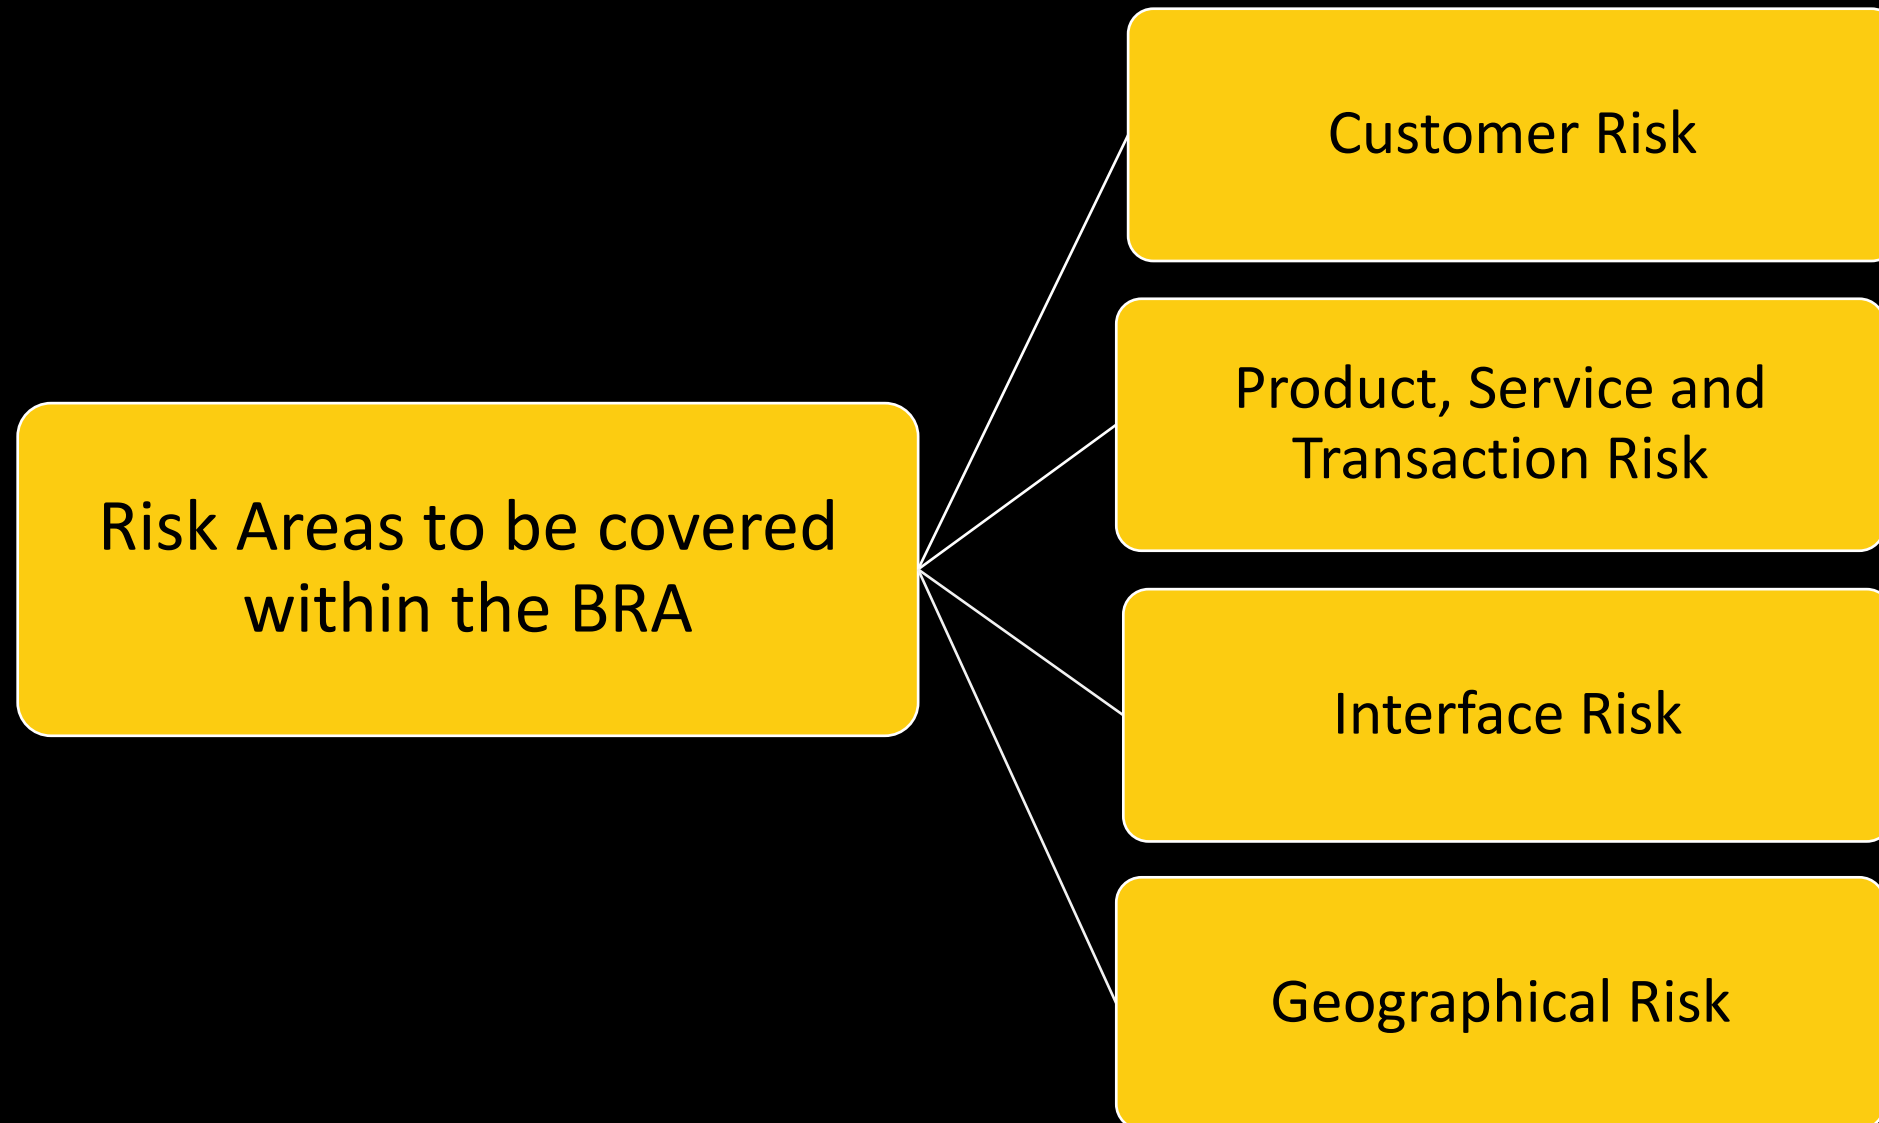 Risk Areas to be covered
within the BRA
Customer Risk
Product, Service and
Transaction Risk
Interface Risk
Geographical Risk